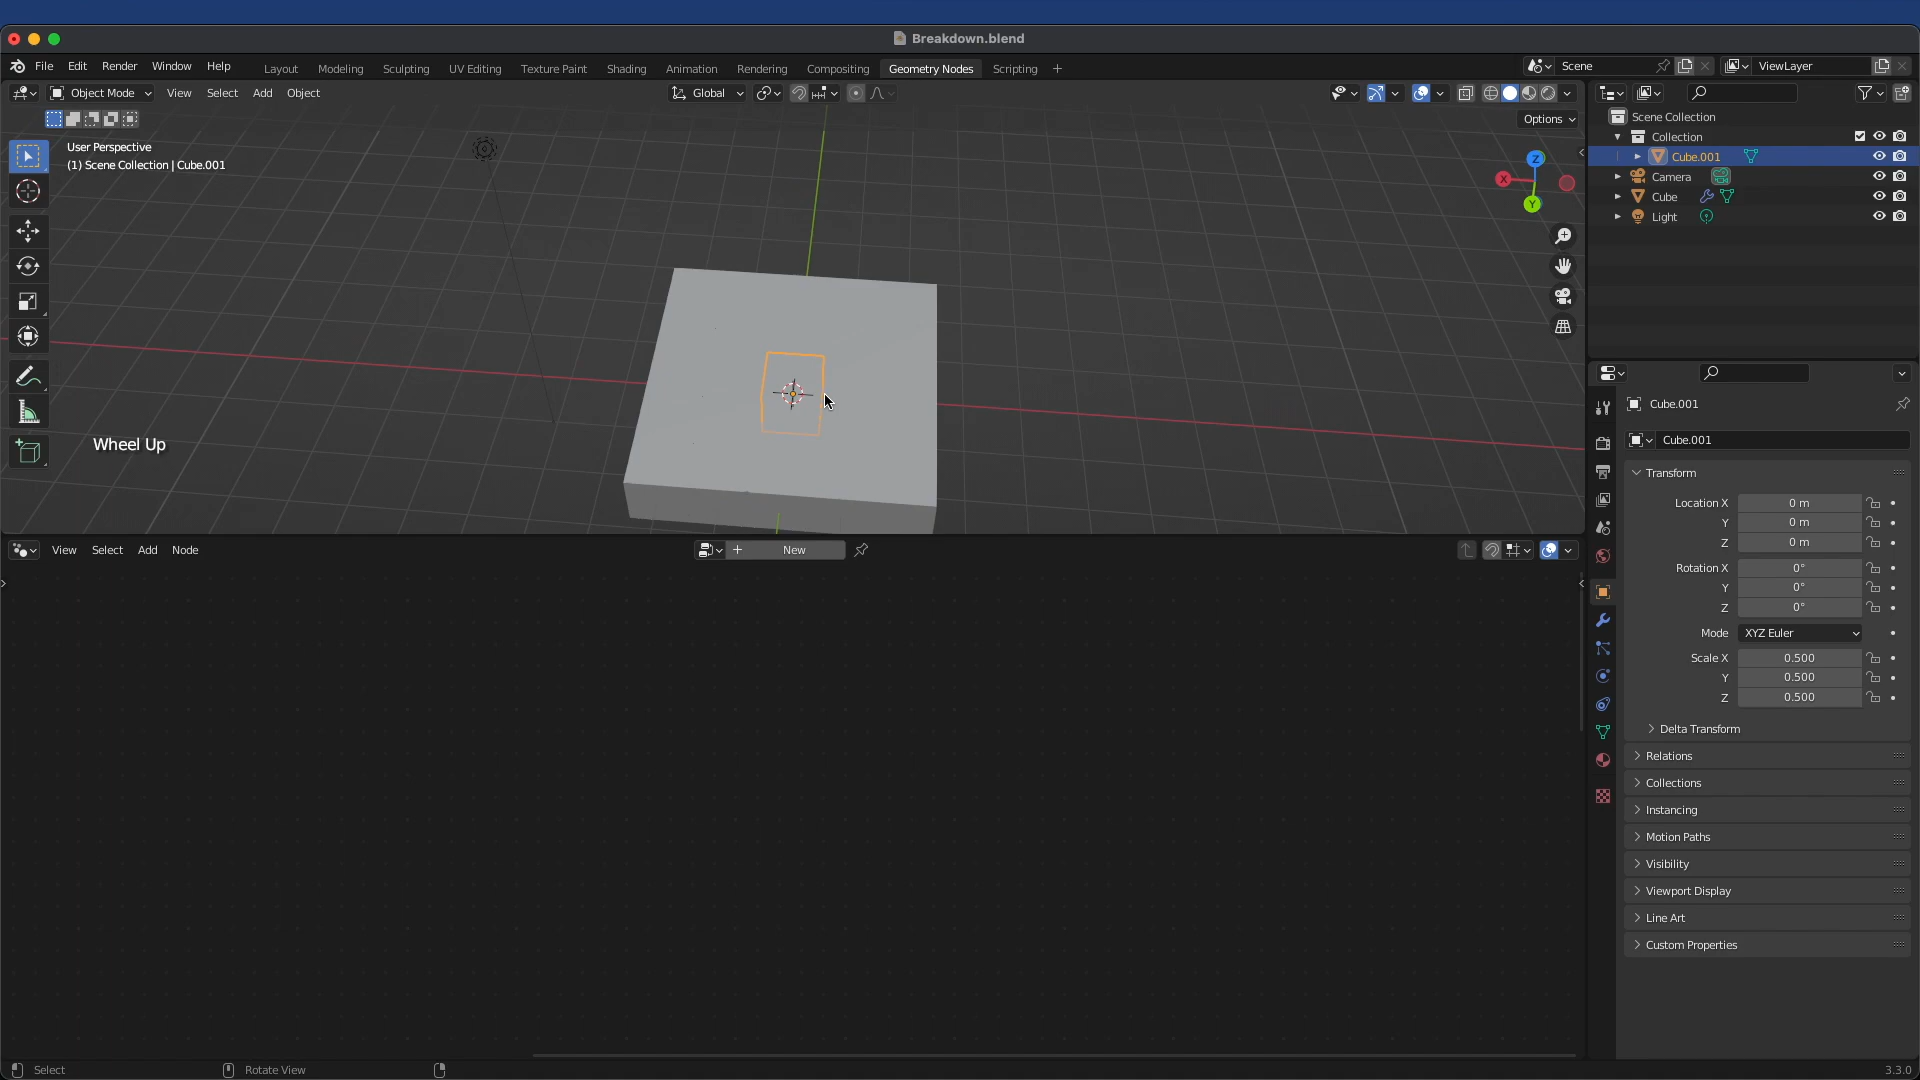 Breakdown.blend
File Edit Render Window Help Layout Modeling Sculpting UV Editing Texture Paint Shading Animation Rendering Compositing Geometry Nodes Scripting + Scene ViewLayer
Object Mode View Select Add Object Global
Options
User Perspective
(1) Scene Collection | Cube.001
Z
X
Y
Wheel Up
Scene Collection
Collection
Cube.001
Camera
Cube
Light
Cube.001
Cube.001
Transform
Location X 0 m
Y 0 m
Z 0 m
Rotation X 0°
Y 0°
Z 0°
Mode XYZ Euler
Scale X 0.500
Y 0.500
Z 0.500
Delta Transform
Relations
Collections
Instancing
Motion Paths
Visibility
Viewport Display
Line Art
Custom Properties
View Select Add Node + New
Select Rotate View 3.3.0